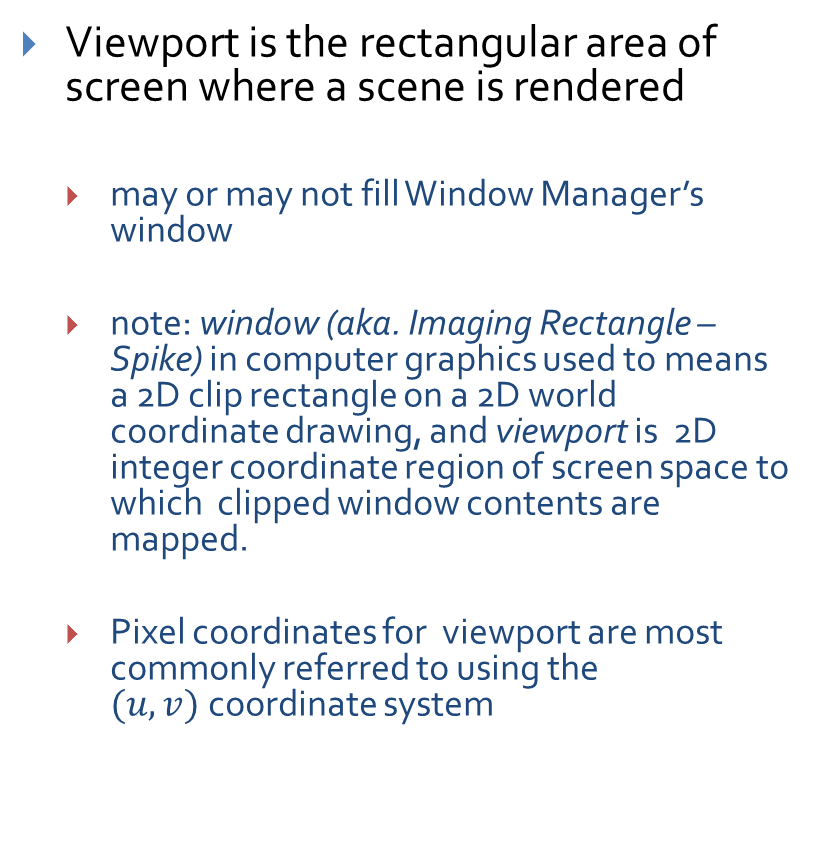 Viewport is the rectangular area of
screen where a scene is rendered
may or may not fill Window Manager's
window
note: window (aka. Imaging Rectangle –
Spike) in computer graphics used to means
a 2D clip rectangle on a 2D world
coordinate drawing, and viewport is 2D
integer coordinate region of screen space to
which clipped window contents are
mapped.
Pixel coordinates for viewport are most
commonly referred to using the
(u, v) coordinate system